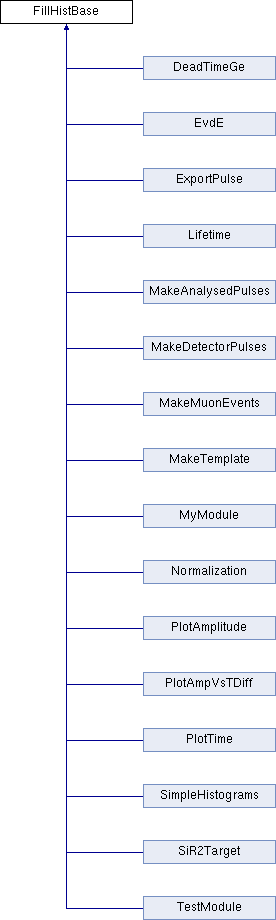 FillHistBase
DeadTimeGe
EvdE
ExportPulse
Lifetime
MakeAnalysedPulses
MakeDetectorPulses
MakeMuonEvents
MakeTemplate
MyModule
Normalization
PlotAmplitude
PlotAmpVsTDiff
PlotTime
SimpleHistograms
SiR2Target
TestModule